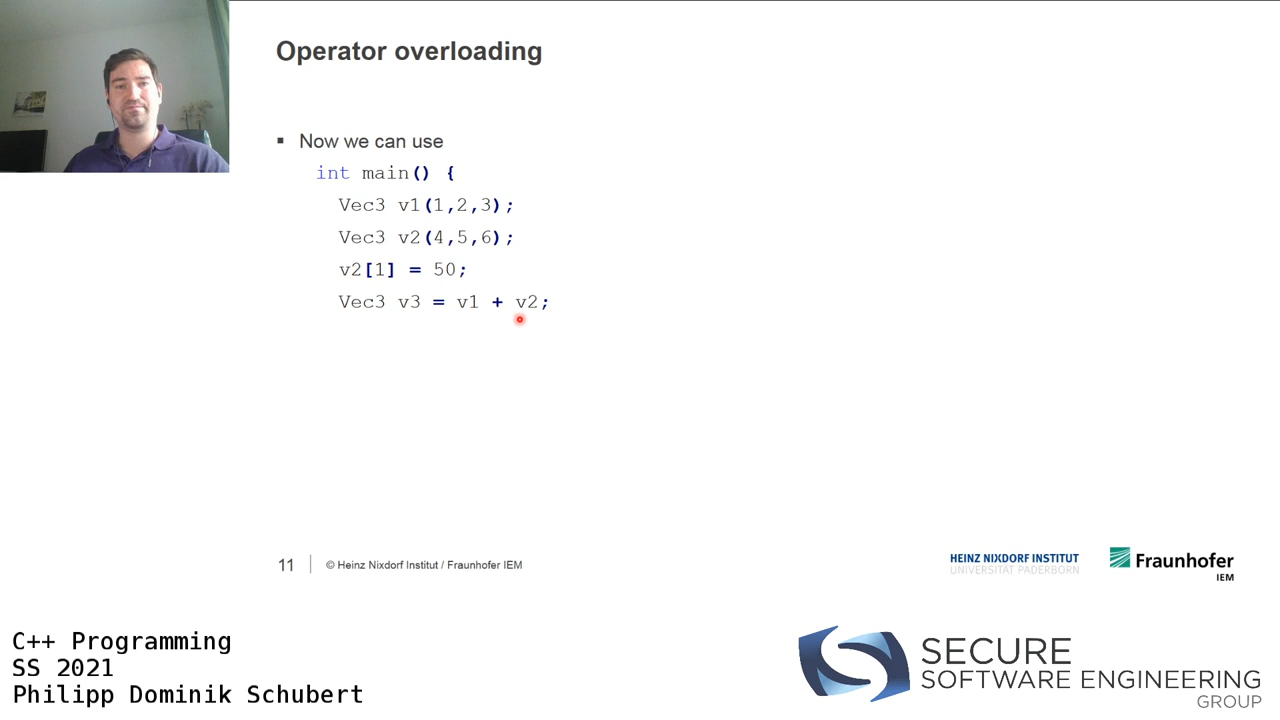 Operator overloading
▪ Now we can use
int main() {
Vec3 v1(1,2,3);
Vec3 v2(4,5,6);
v2[1] = 50;
Vec3 v3 = v1 + v2;
11 | © Heinz Nixdorf Institut / Fraunhofer IEM
HEINZ NIXDORF INSTITUT
UNIVERSITÄT PADERBORN
Fraunhofer
IEM
C++ Programming
SS 2021
Philipp Dominik Schubert
SECURE
SOFTWARE ENGINEERING
GROUP